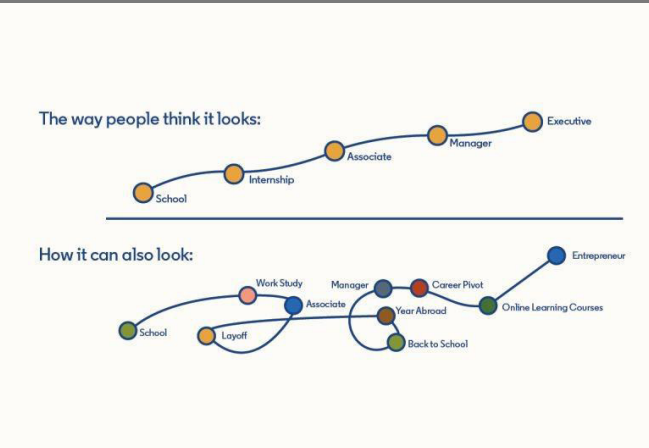 The way people think it looks:
School
Internship
Associate
Manager
Executive
How it can also look:
School
Work Study
Associate
Layoff
Year Abroad
Back to School
Manager
Career Pivot
Online Learning Courses
Entrepreneur